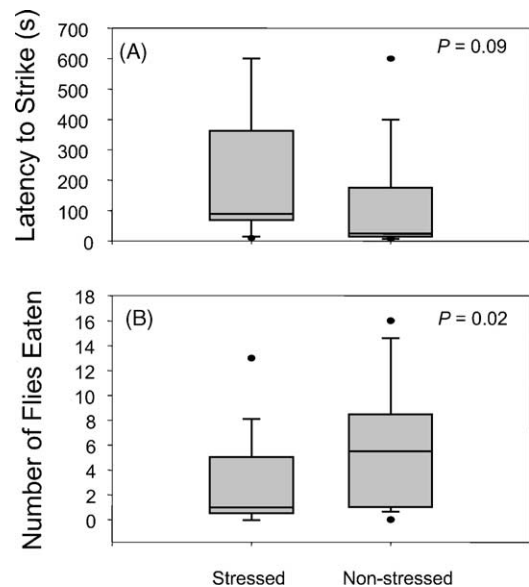 Latency to Strike (s)
700
600
500
400
300
200
100
0
(A)
P = 0.09
Number of Flies Eaten
18
16
14
12
10
8
6
4
2
0
(B)
P = 0.02
Stressed Non-stressed